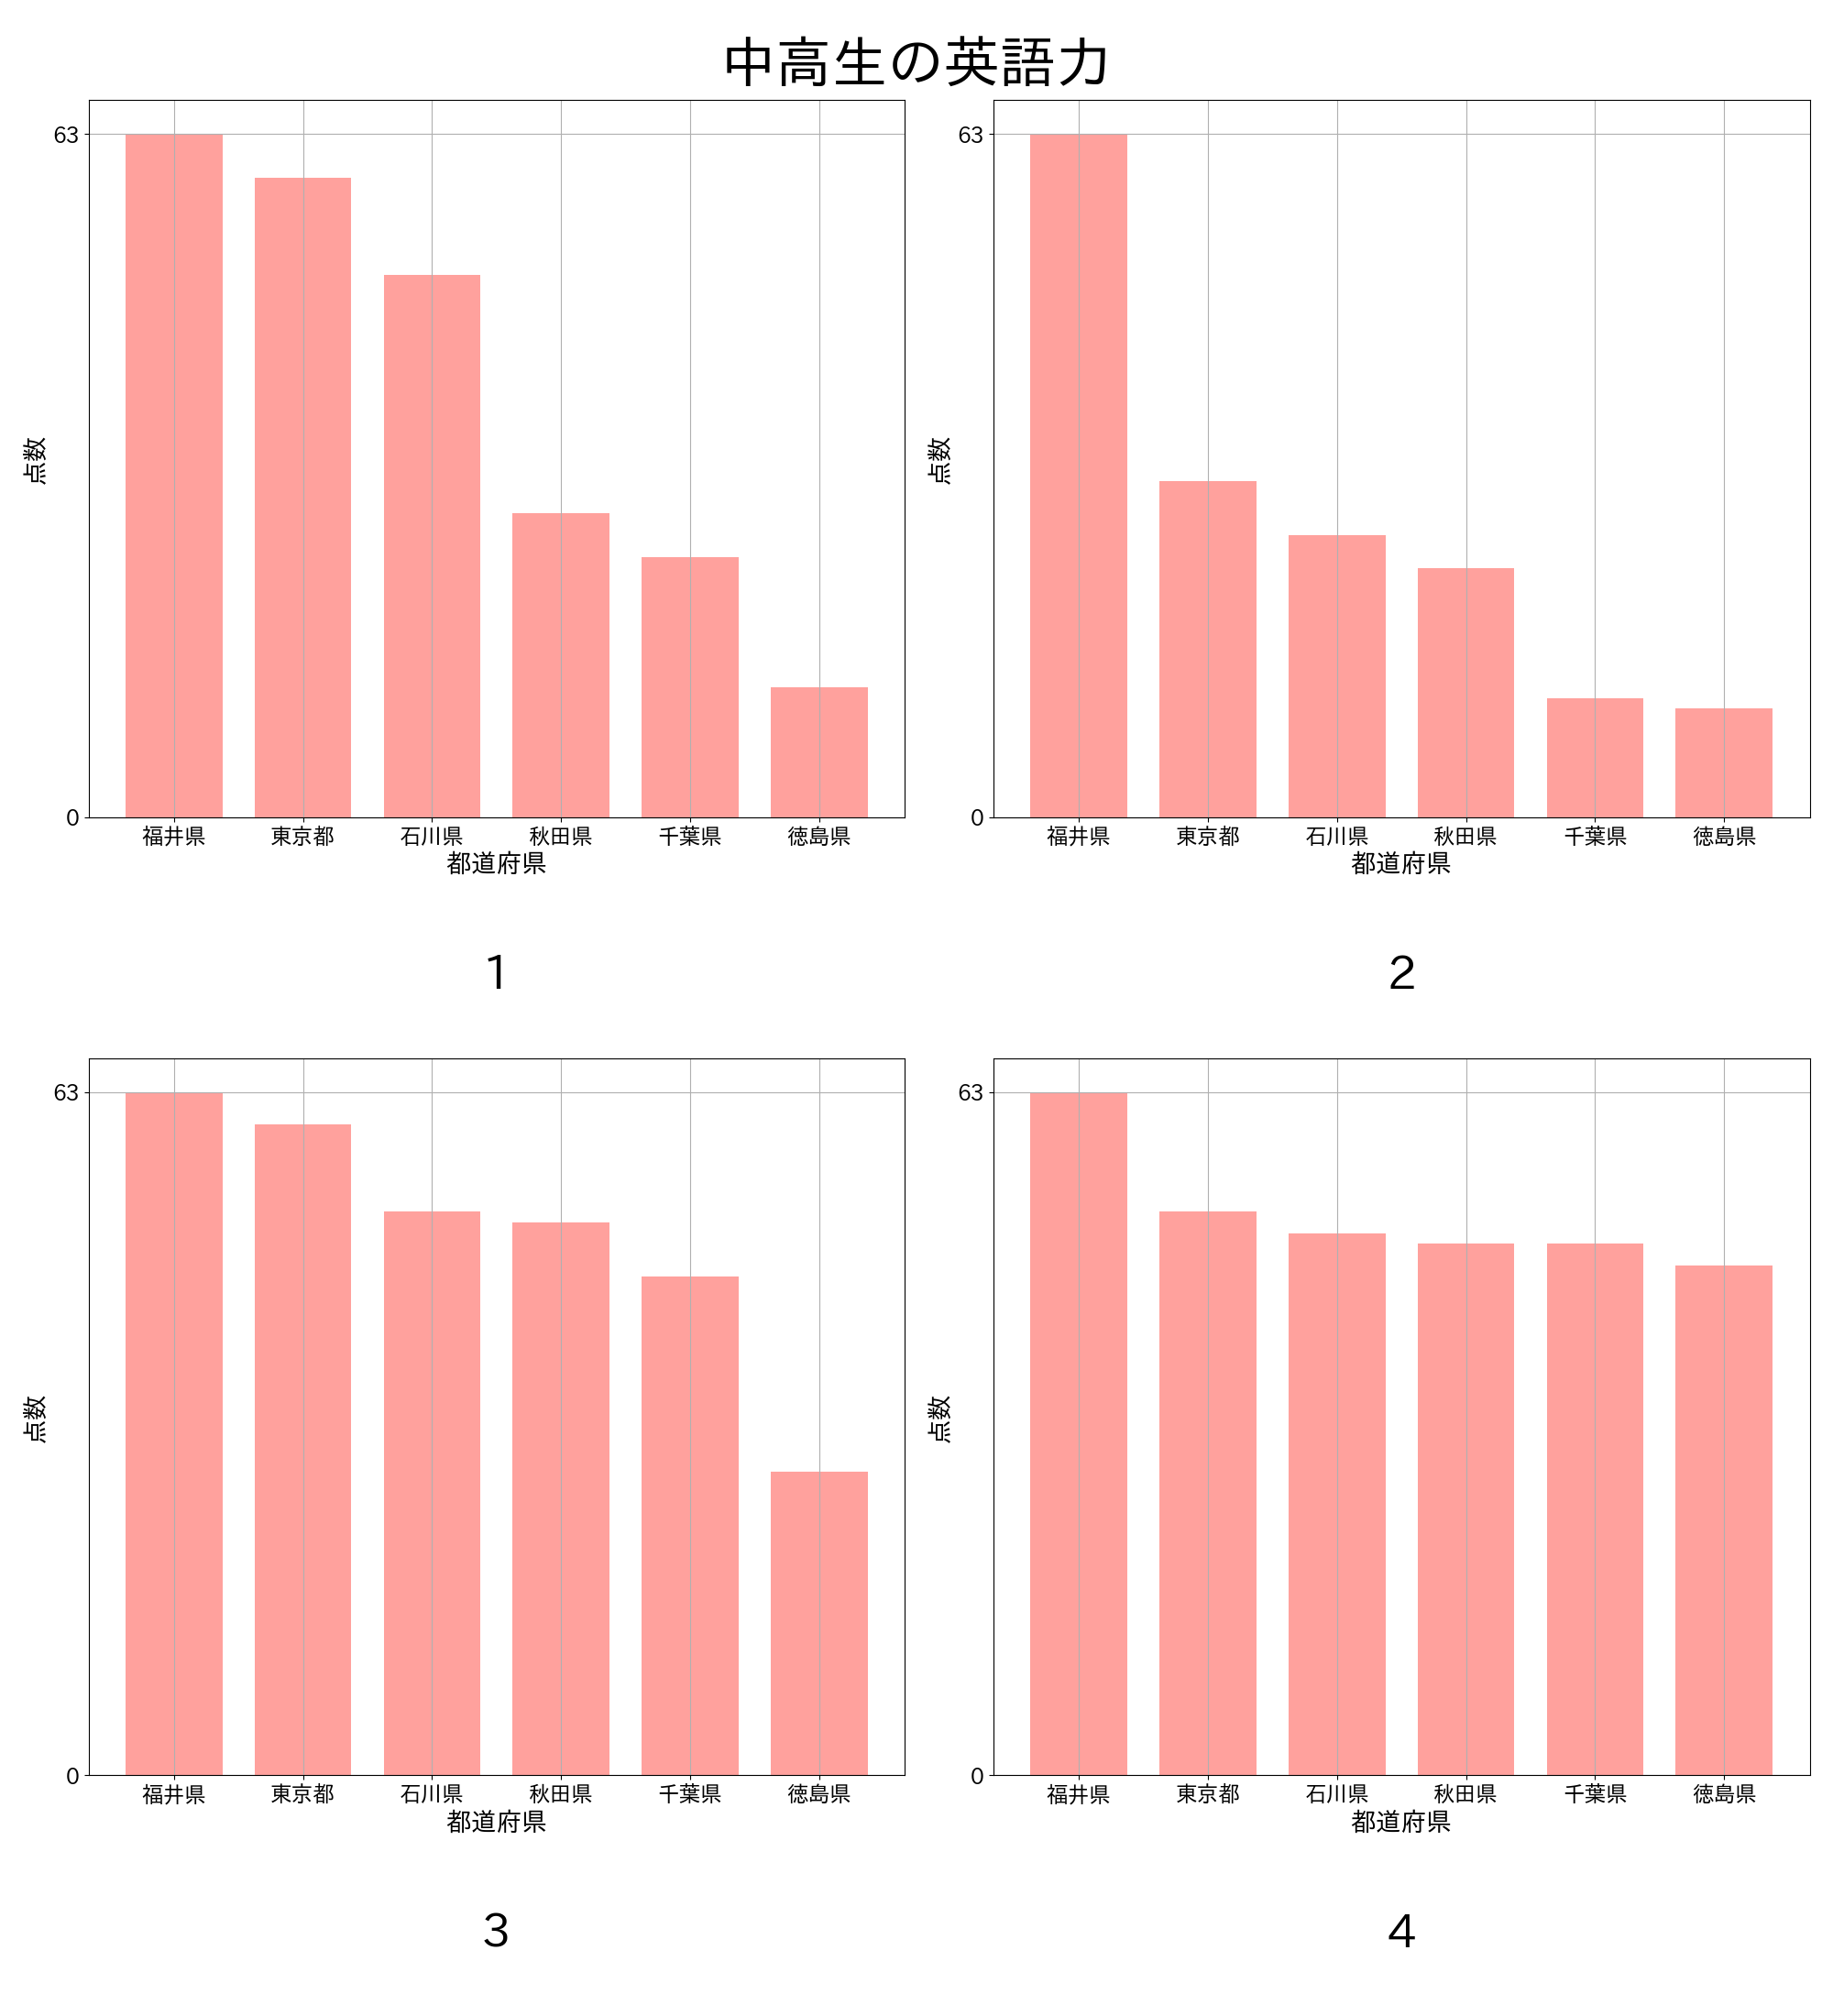 中高生の英語力
63
点数
0
福井県 東京都 石川県 秋田県 千葉県 徳島県
都道府県
1
63
点数
0
福井県 東京都 石川県 秋田県 千葉県 徳島県
都道府県
2
63
点数
0
福井県 東京都 石川県 秋田県 千葉県 徳島県
都道府県
3
63
点数
0
福井県 東京都 石川県 秋田県 千葉県 徳島県
都道府県
4